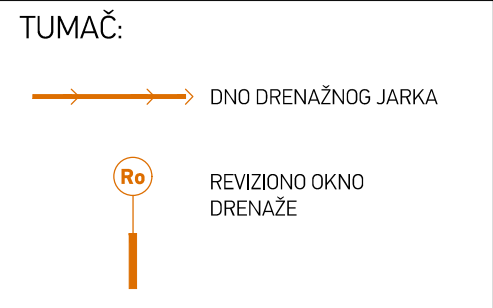 TUMAČ:
DNO DRENAŽNOG JARKA
Ro
REVIZIONO OKNO
DRENAŽE